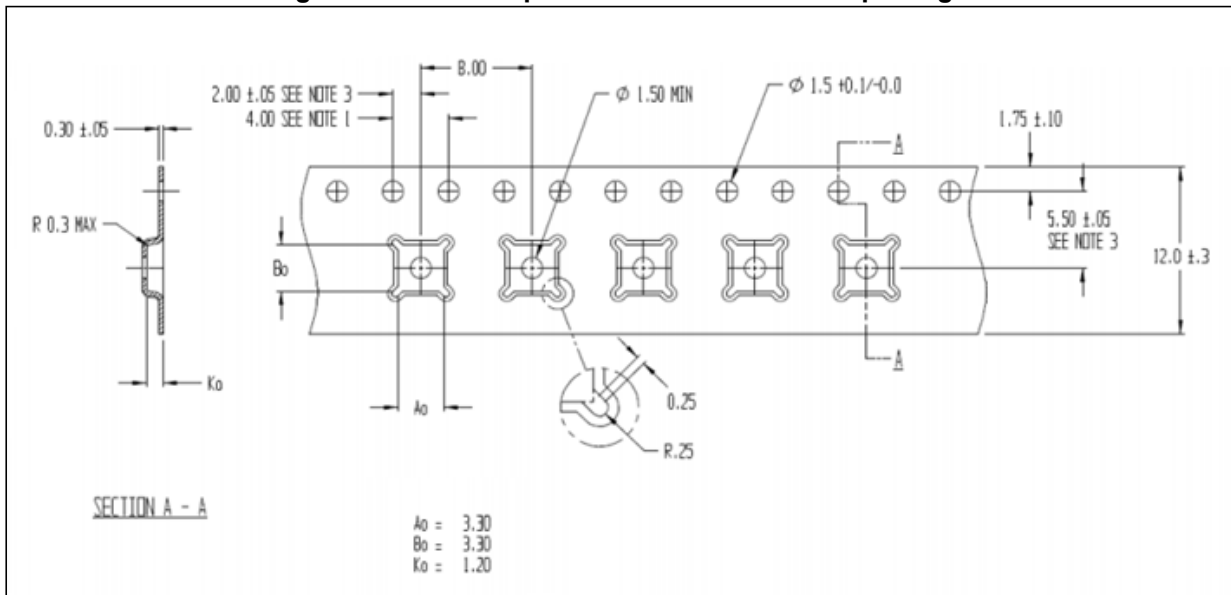 8.00
2.00 ±.05 SEE NOTE 3
4.00 SEE NOTE 1
Ø 1.50 MIN
Ø 1.5 +0.1/-0.0
0.30 ±.05
1.75 ±.10
A
R 0.3 MAX
Bo
5.50 ±.05
SEE NOTE 3
12.0 ±.3
A
Ko
Ao
0.25
R.25
SECTION A - A
Ao = 3.30
Bo = 3.30
Ko = 1.20